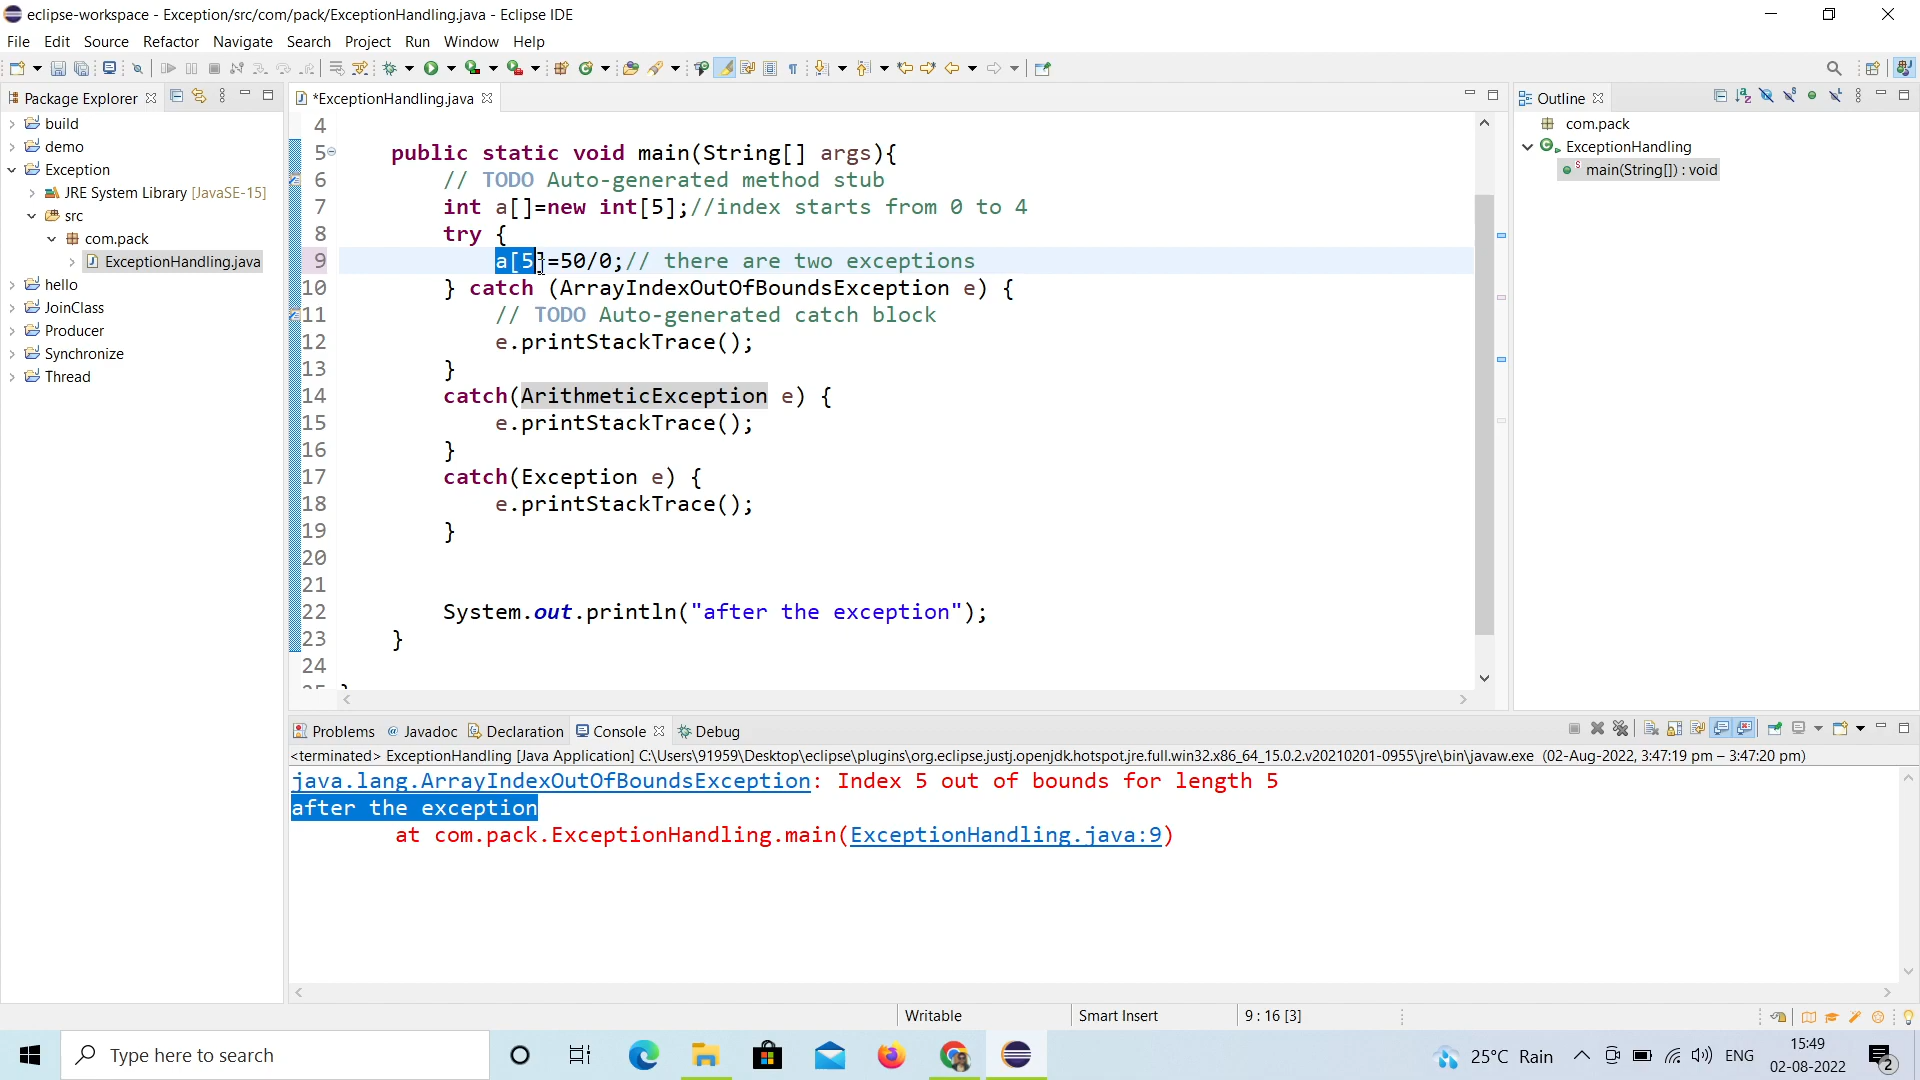 eclipse-workspace - Exception/src/com/pack/ExceptionHandling.java - Eclipse IDE
File Edit Source Refactor Navigate Search Project Run Window Help
Package Explorer
build
demo
Exception
JRE System Library [JavaSE-15]
src
com.pack
ExceptionHandling.java
hello
JoinClass
Producer
Synchronize
Thread
*ExceptionHandling.java
4
5 public static void main(String[] args){
6 // TODO Auto-generated method stub
7 int a[]=new int[5];//index starts from 0 to 4
8 try {
9 a[5]=50/0;// there are two exceptions
10 } catch (ArrayIndexOutOfBoundsException e) {
11 // TODO Auto-generated catch block
12 e.printStackTrace();
13 }
14 catch(ArithmeticException e) {
15 e.printStackTrace();
16 }
17 catch(Exception e) {
18 e.printStackTrace();
19 }
20
21
22 System.out.println("after the exception");
23 }
24
Outline
com.pack
ExceptionHandling
main(String[]) : void
Problems @ Javadoc Declaration Console Debug
<terminated> ExceptionHandling [Java Application] C:\Users\91959\Desktop\eclipse\plugins\org.eclipse.justj.openjdk.hotspot.jre.full.win32.x86_64_15.0.2.v20210201-0955\jre\bin\javaw.exe (02-Aug-2022, 3:47:19 pm – 3:47:20 pm)
java.lang.ArrayIndexOutOfBoundsException: Index 5 out of bounds for length 5
after the exception
at com.pack.ExceptionHandling.main(ExceptionHandling.java:9)
Writable Smart Insert 9 : 16 [3]
Type here to search
25°C Rain
ENG
15:49
02-08-2022
2